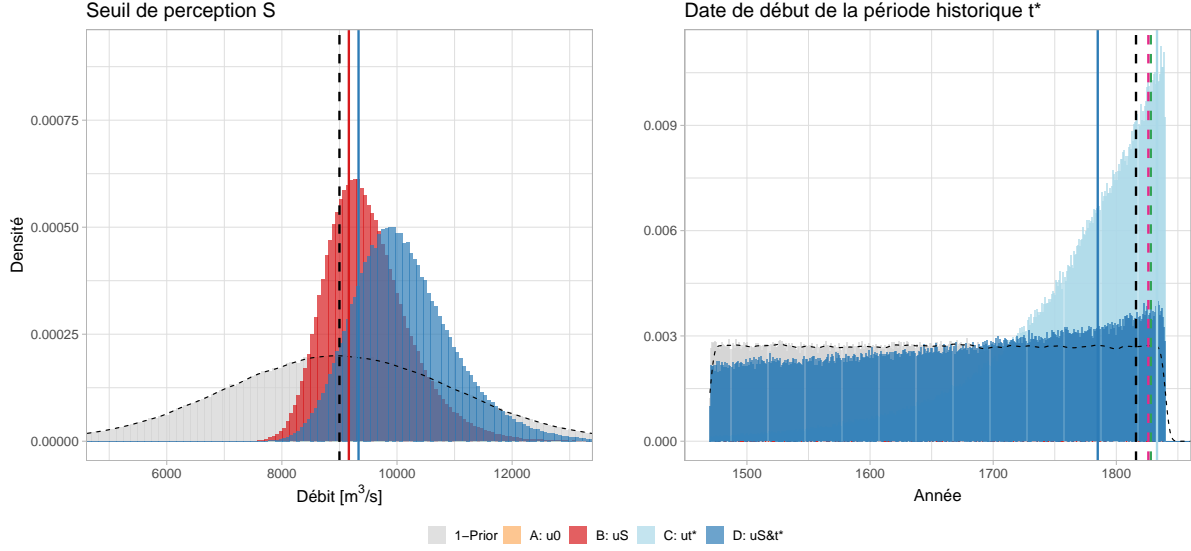 Seuil de perception S
Date de début de la période historique t*
Densité
0.00075
0.00050
0.00025
0.00000
6000
8000
10000
12000
Débit [m³/s]
0.009
0.006
0.003
0.000
1500
1600
1700
1800
Année
1−Prior
A: u0
B: uS
C: ut*
D: uS&t*